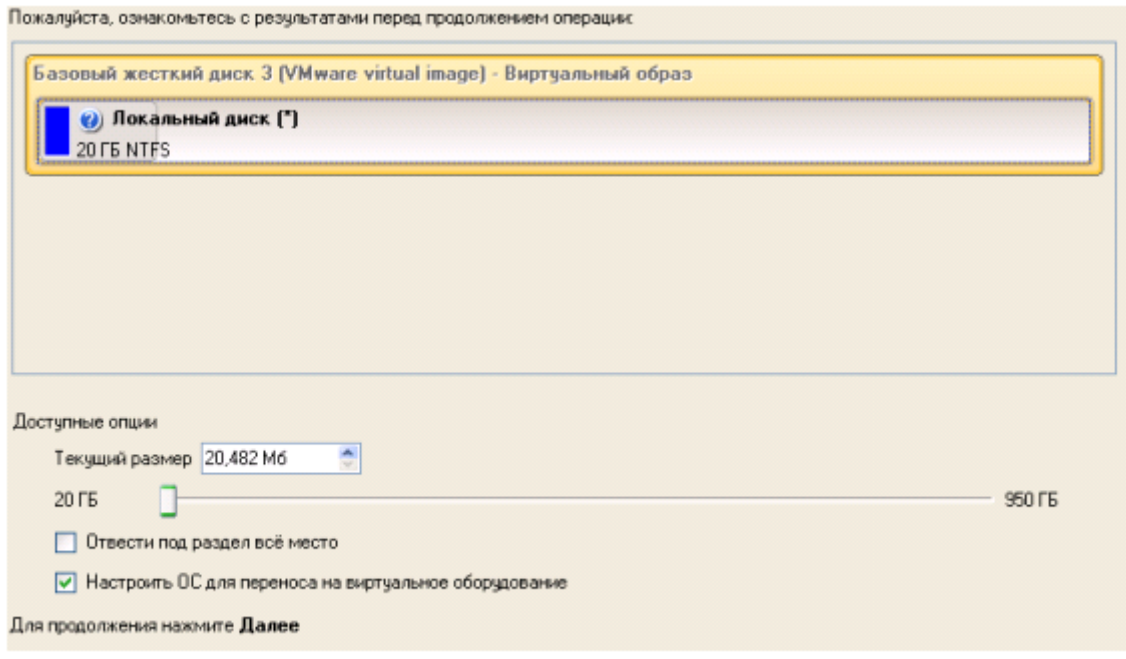 Пожалуйста, ознакомьтесь с результатами перед продолжением операции:
Базовый жесткий диск 3 (VMware virtual image) - Виртуальный образ
Локальный диск (*)
20 ГБ NTFS
Доступные опции
Текущий размер 20,482 Мб
20 ГБ 950 ГБ
Отвести под раздел всё место
Настроить ОС для переноса на виртуальное оборудование
Для продолжения нажмите Далее